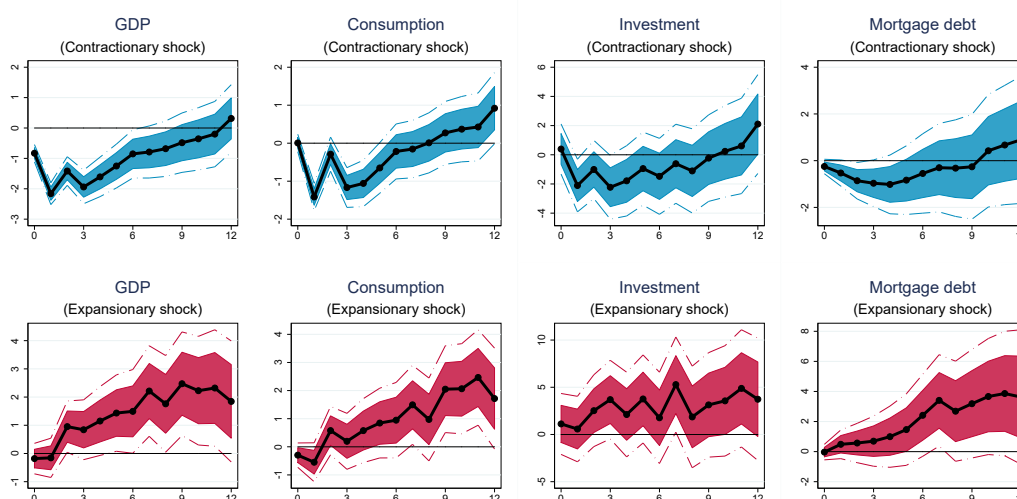 GDP
(Contractionary shock)
2
1
0
-1
-2
-3
0 3 6 9 12
Consumption
(Contractionary shock)
2
1
0
-1
-2
0 3 6 9 12
Investment
(Contractionary shock)
6
4
2
0
-2
-4
0 3 6 9 12
Mortgage debt
(Contractionary shock)
4
2
0
-2
0 3 6 9 12
GDP
(Expansionary shock)
4
3
2
1
0
-1
0 3 6 9 12
Consumption
(Expansionary shock)
4
3
2
1
0
-1
0 3 6 9 12
Investment
(Expansionary shock)
10
5
0
-5
0 3 6 9 12
Mortgage debt
(Expansionary shock)
8
6
4
2
0
-2
0 3 6 9 12